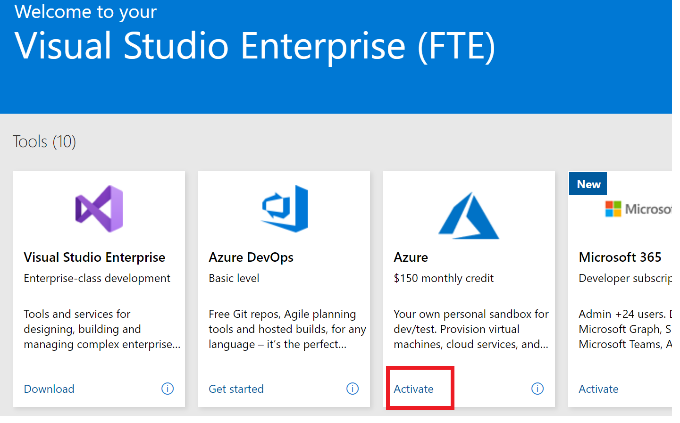 Welcome to your
Visual Studio Enterprise (FTE)
Tools (10)
Visual Studio Enterprise
Enterprise-class development
Tools and services for
designing, building and
managing complex enterprise...
Download
Azure DevOps
Basic level
Free Git repos, Agile planning
tools and hosted builds, for any
language – it's the perfect...
Get started
Azure
$150 monthly credit
Your own personal sandbox for
dev/test. Provision virtual
machines, cloud services, and...
Activate
New
Microso
Microsoft 365
Developer subscrip
Admin +24 users. D
Microsoft Graph, S
Microsoft Teams, A
Activate